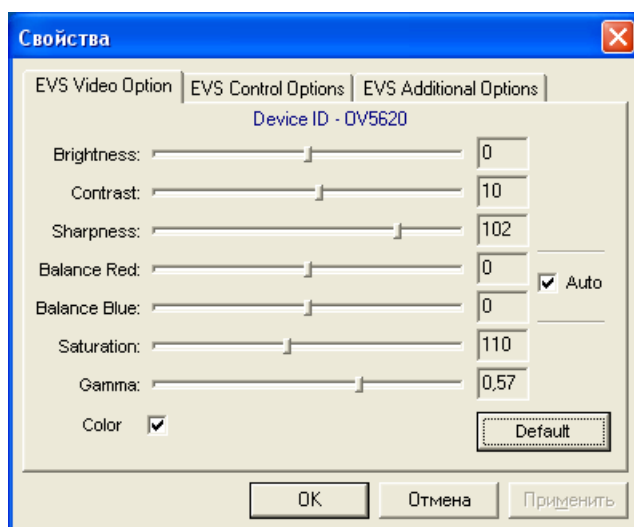 Свойства
EVS Video Option EVS Control Options EVS Additional Options
Device ID - OV5620
Brightness: 0
Contrast: 10
Sharpness: 102
Balance Red: 0
Auto
Balance Blue: 0
Saturation: 110
Gamma: 0,57
Color Default
OK Отмена Применить